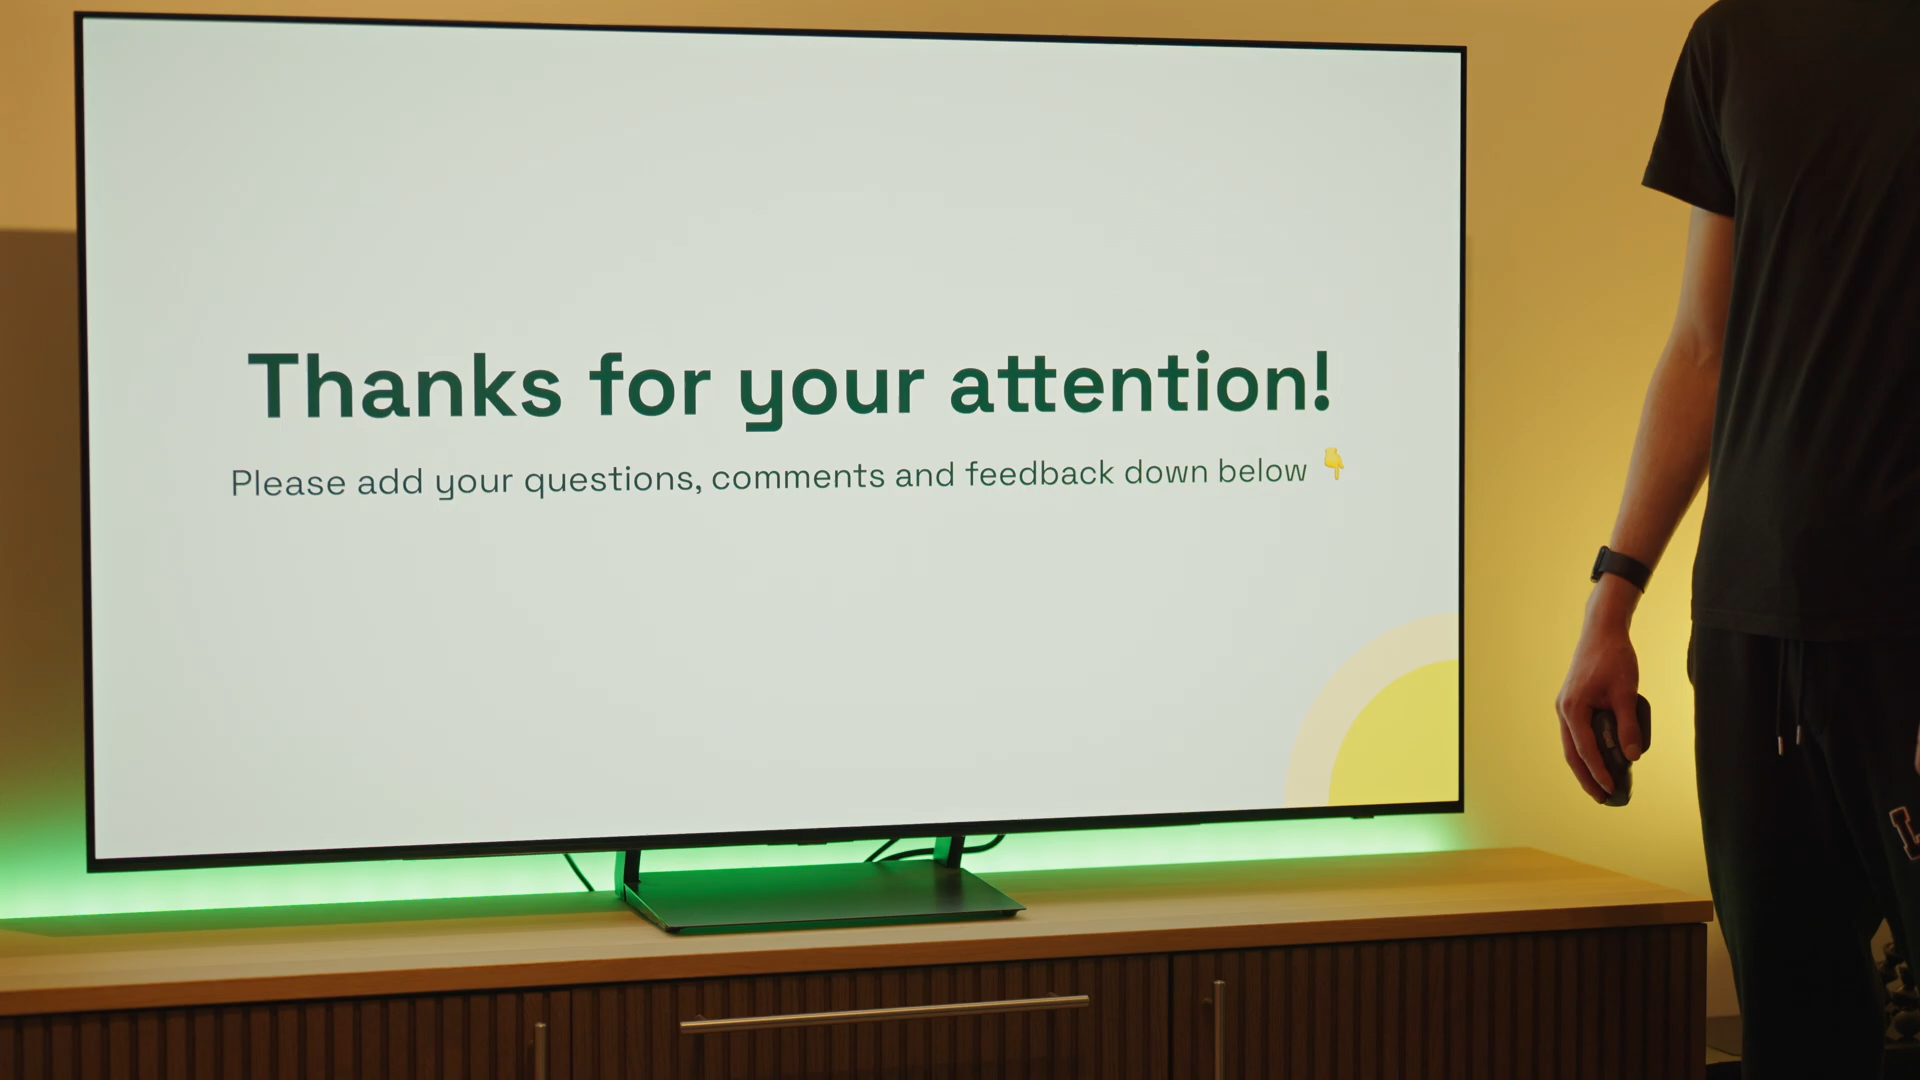 Thanks for your attention!
Please add your questions, comments and feedback down below 👇
L